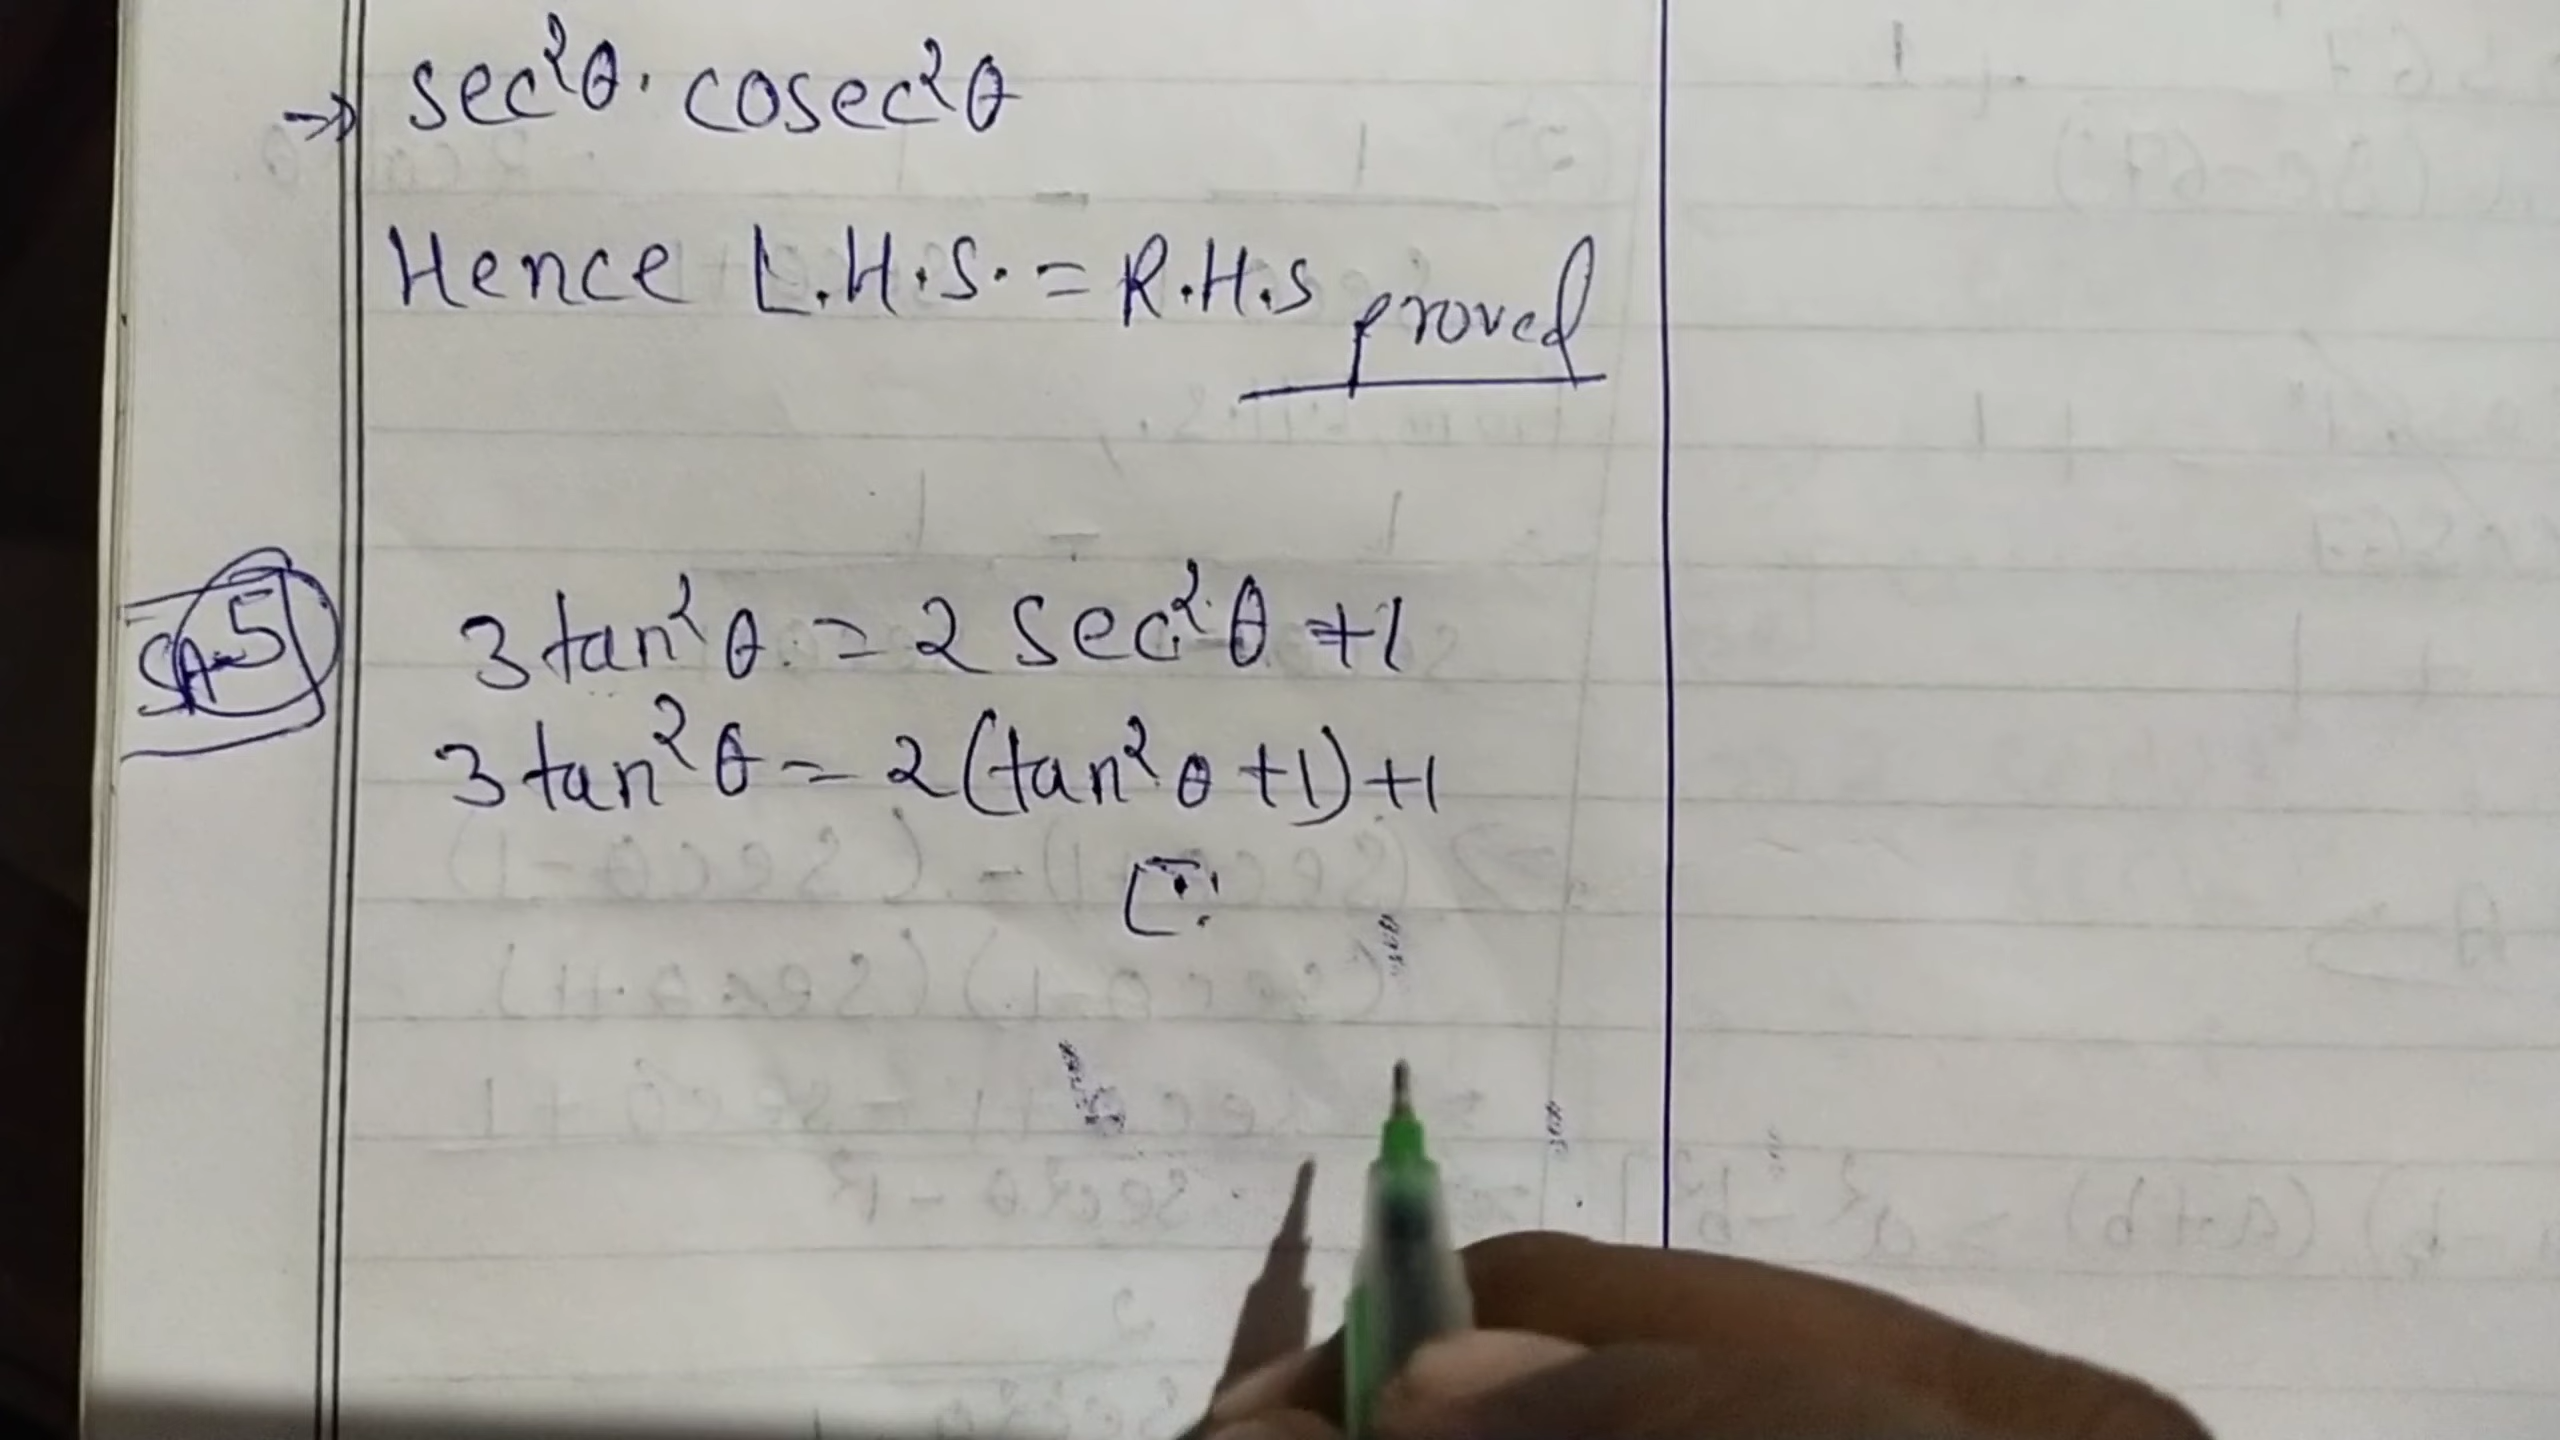 → sec²θ · cosec²θ
Hence L.H.S. = R.H.S proved
SA-5
3 tan²θ = 2 sec²θ + 1
3 tan²θ = 2(tan²θ + 1) + 1
[∵